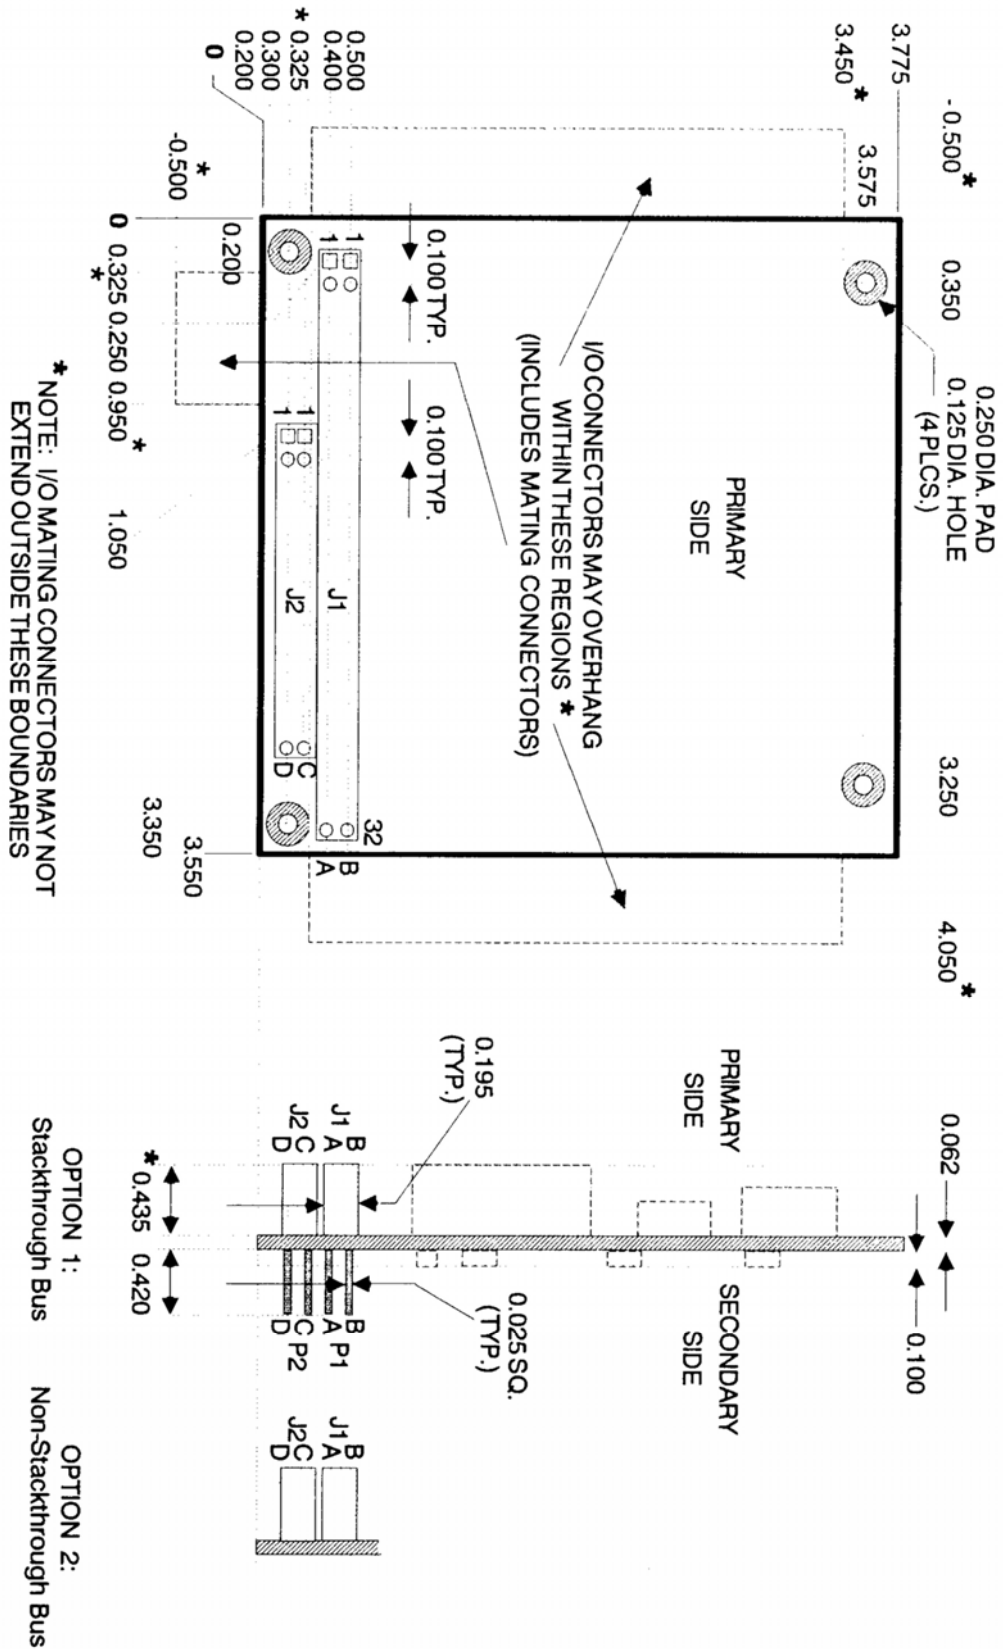 0.250 DIA. PAD
0.125 DIA. HOLE
(4 PLCS.)
-0.500 *
0.350
3.250
4.050 *
3.775
3.575
3.450 *
PRIMARY
SIDE
I/O CONNECTORS MAY OVERHANG
WITHIN THESE REGIONS *
(INCLUDES MATING CONNECTORS)
0.100 TYP.
0.100 TYP.
0.500
0.400
* 0.325
0.300
0.200
0
1
1
J1
32
B
A
1
1
J2
C
D
0.200
* -0.500
0
0.325 *
0.250
0.950 *
1.050
3.350
3.550
* NOTE: I/O MATING CONNECTORS MAY NOT
EXTEND OUTSIDE THESE BOUNDARIES
0.062
0.100
PRIMARY
SIDE
SECONDARY
SIDE
0.195
(TYP.)
0.025 SQ.
(TYP.)
B
J1 A
J2 C
D
B
A P1
C P2
D
* 0.435
0.420
OPTION 1:
Stackthrough Bus
B
J1 A
J2 C
D
OPTION 2:
Non-Stackthrough Bus